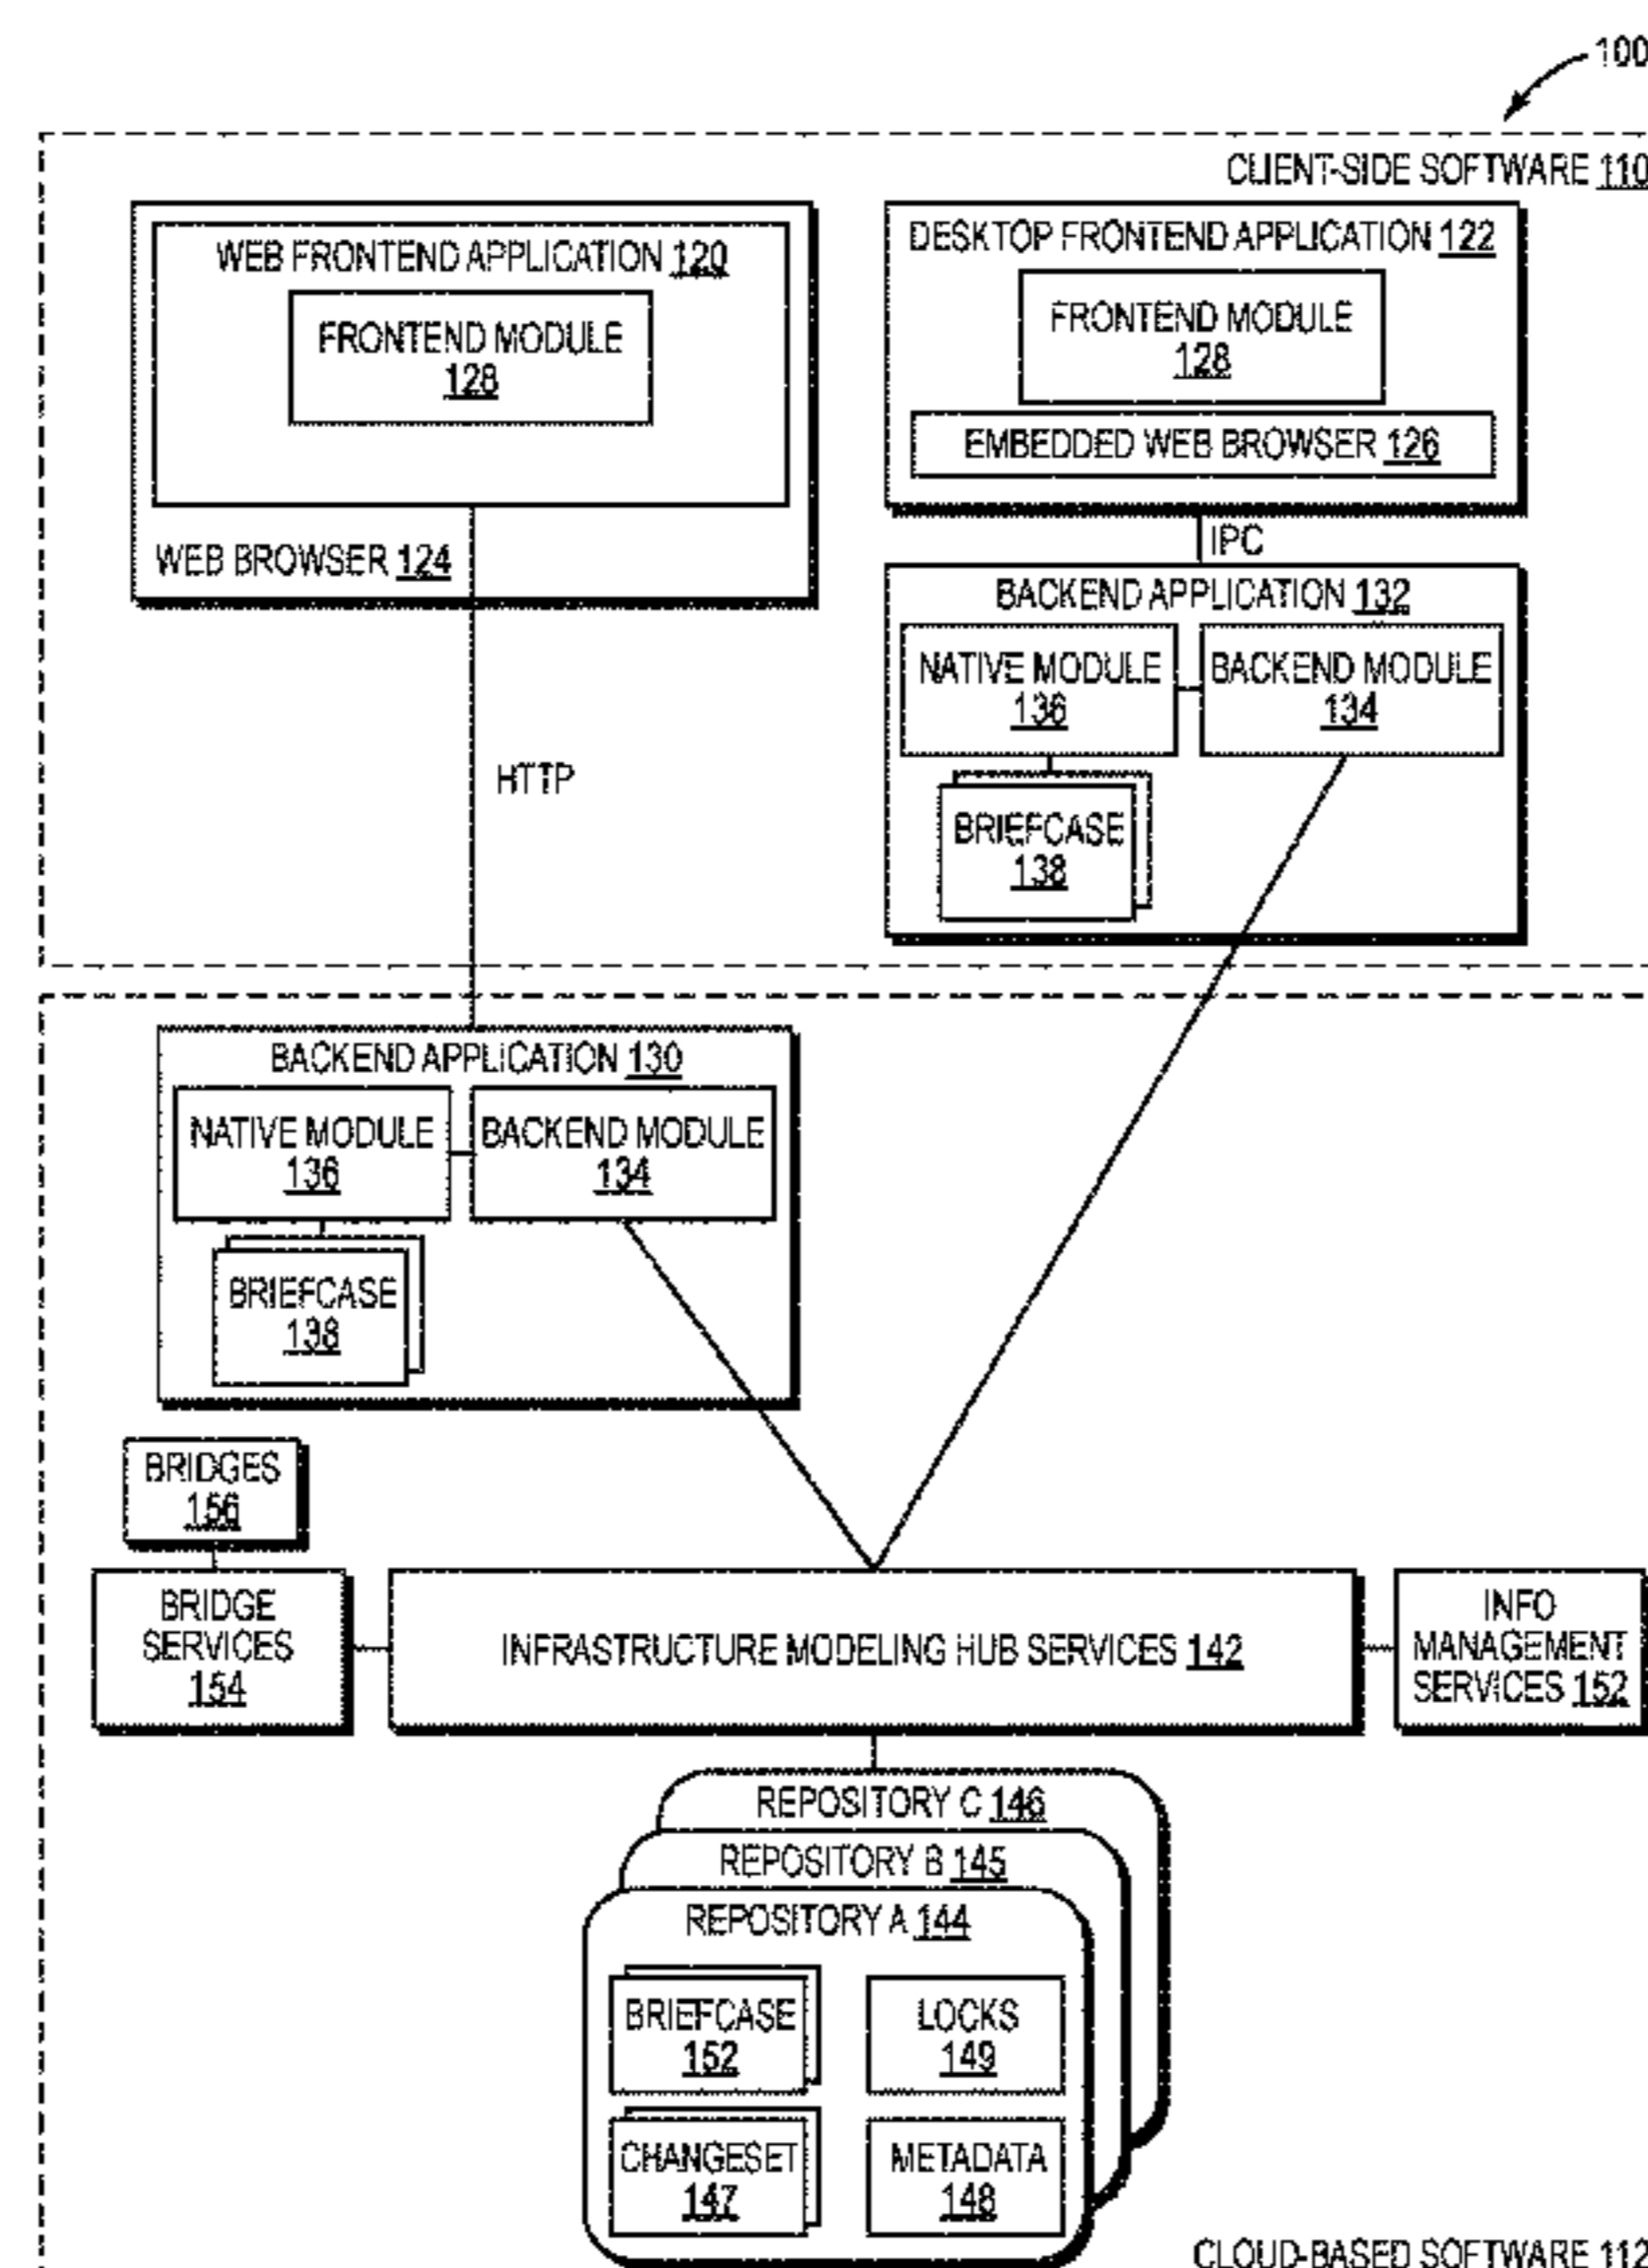 100
CLIENT-SIDE SOFTWARE 110
WEB FRONTEND APPLICATION 120
FRONTEND MODULE
128
WEB BROWSER 124
DESKTOP FRONTEND APPLICATION 122
FRONTEND MODULE
128
EMBEDDED WEB BROWSER 126
IPC
BACKEND APPLICATION 132
NATIVE MODULE
136
BACKEND MODULE
134
BRIEFCASE
138
HTTP
BACKEND APPLICATION 130
NATIVE MODULE
136
BACKEND MODULE
134
BRIEFCASE
138
BRIDGES
156
BRIDGE
SERVICES
154
INFRASTRUCTURE MODELING HUB SERVICES 142
INFO
MANAGEMENT
SERVICES 152
REPOSITORY C 146
REPOSITORY B 145
REPOSITORY A 144
BRIEFCASE
152
LOCKS
149
CHANGESET
147
METADATA
148
CLOUD-BASED SOFTWARE 112